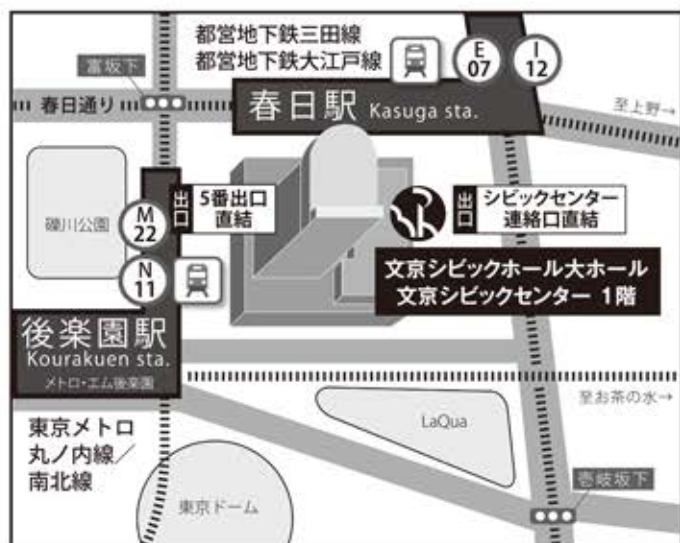 都営地下鉄三田線
都営地下鉄大江戸線
E
07
I
12
富坂下
春日通り
春日駅 Kasuga sta.
至上野→
礫川公園
M
22
出口
5番出口
直結
出口
シビックセンター
連絡口直結
N
11
文京シビックホール大ホール
文京シビックセンター 1階
後楽園駅
Kourakuen sta.
メトロ・エム後楽園
至お茶の水→
東京メトロ
丸ノ内線／
南北線
LaQua
東京ドーム
壱岐坂下